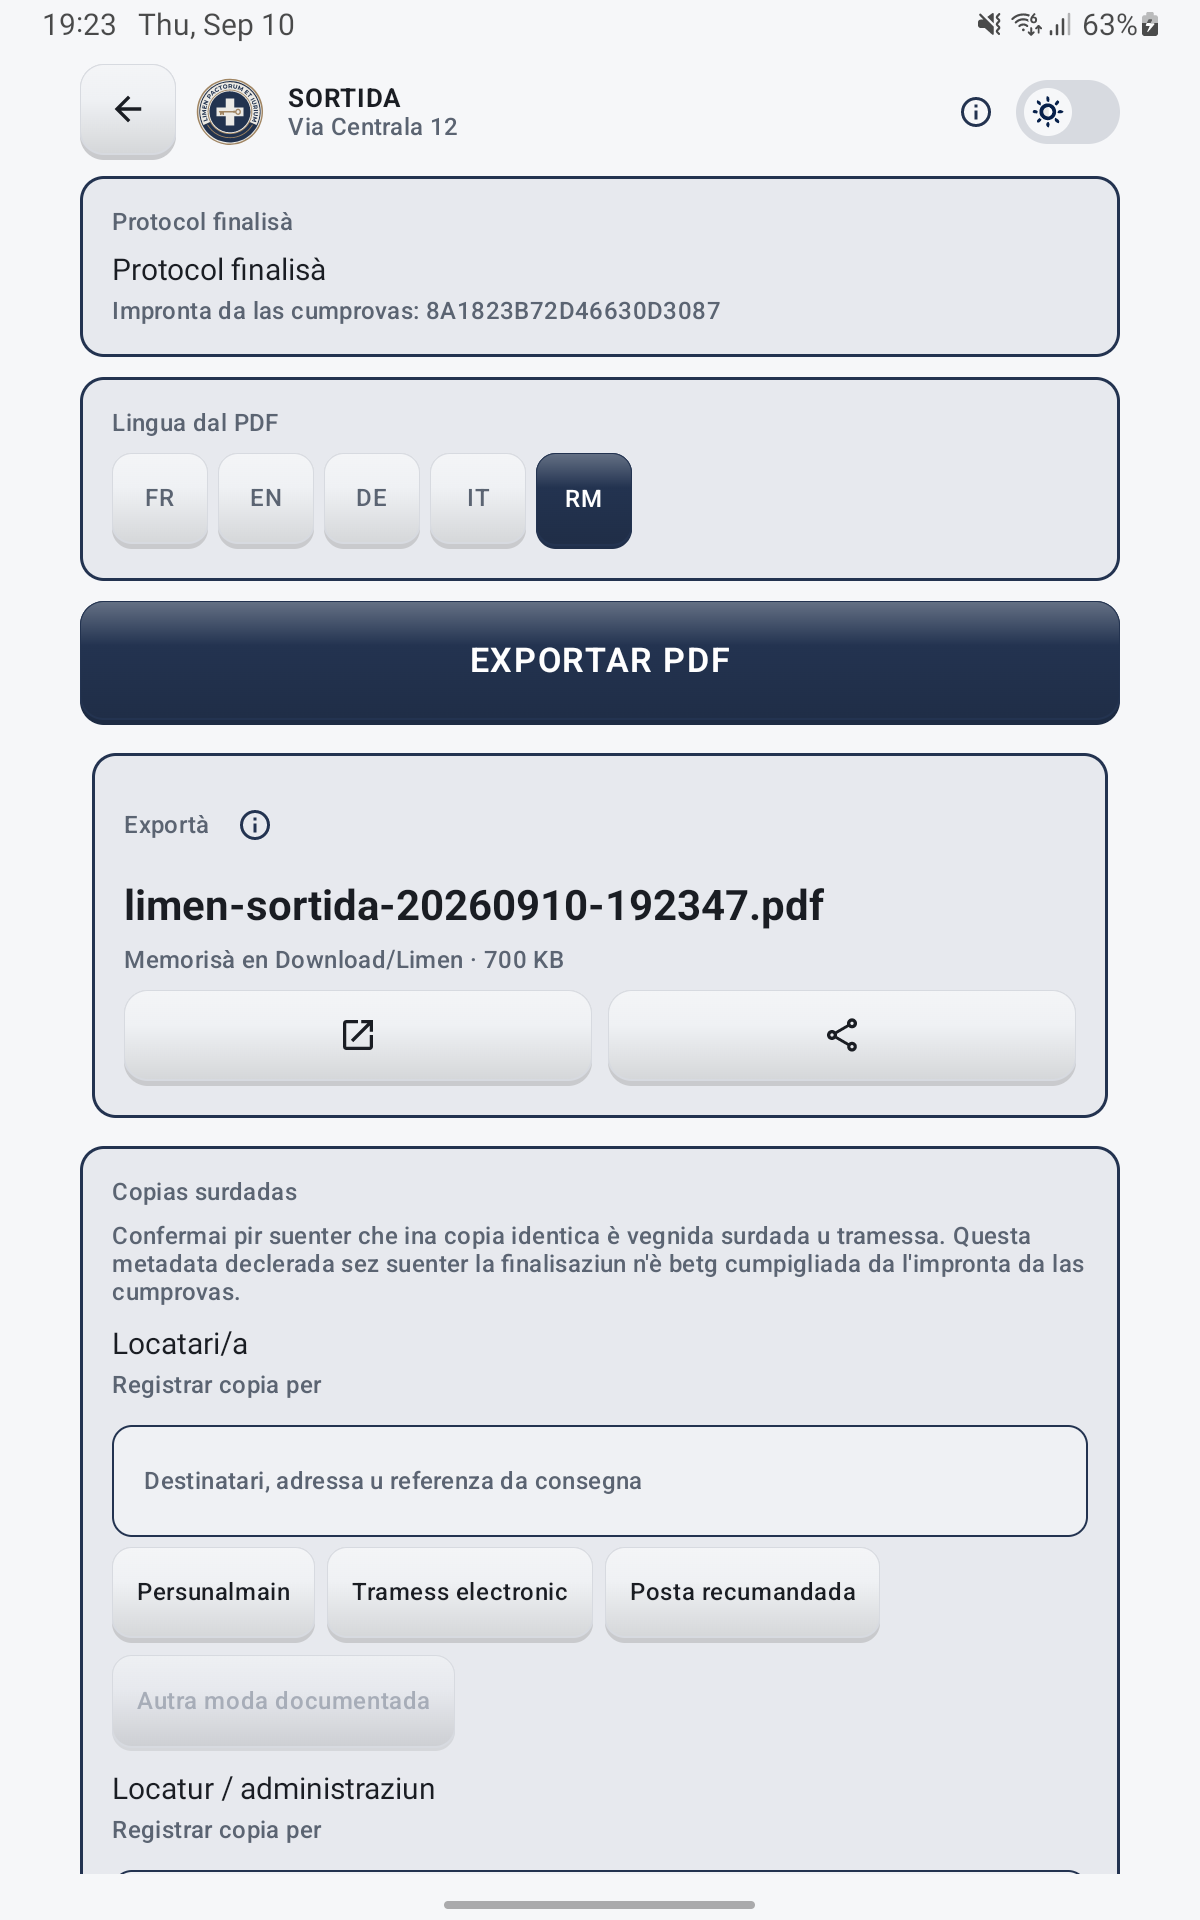 19:23 Thu, Sep 10
63%
LIMEN PACTORUM ET IURIUM
SORTIDA
Via Centrala 12
Protocol finalisà
Protocol finalisà
Impronta da las cumprovas: 8A1823B72D46630D3087
Lingua dal PDF
FR EN DE IT RM
EXPORTAR PDF
Exportà
limen-sortida-20260910-192347.pdf
Memorisà en Download/Limen · 700 KB
Copias surdadas
Confermai pir suenter che ina copia identica è vegnida surdada u tramessa. Questa
metadata declerada sez suenter la finalisaziun n'è betg cumpigliada da l'impronta da las
cumprovas.
Locatari/a
Registrar copia per
Destinatari, adressa u referenza da consegna
Persunalmain Tramess electronic Posta recumandada
Autra moda documentada
Locatur / administraziun
Registrar copia per